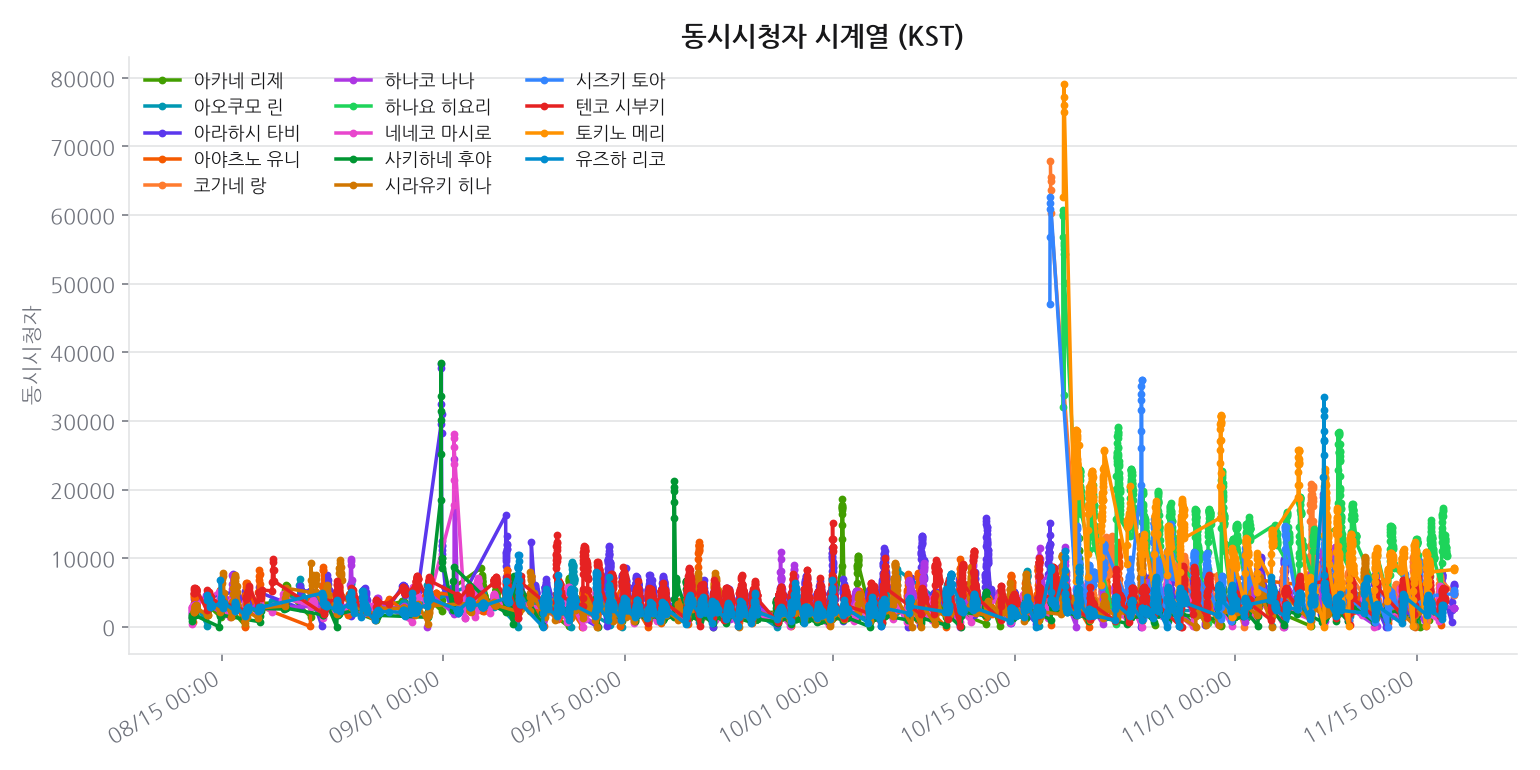 동시시청자 시계열 (KST)
아카네 리제
아오쿠모 린
아라하시 타비
아야츠노 유니
코가네 랑
하나코 나나
하나요 히요리
네네코 마시로
사키하네 후야
시라유키 히나
시즈키 토아
텐코 시부키
토키노 메리
유즈하 리코
동시시청자
80000
70000
60000
50000
40000
30000
20000
10000
0
08/15 00:00
09/01 00:00
09/15 00:00
10/01 00:00
10/15 00:00
11/01 00:00
11/15 00:00